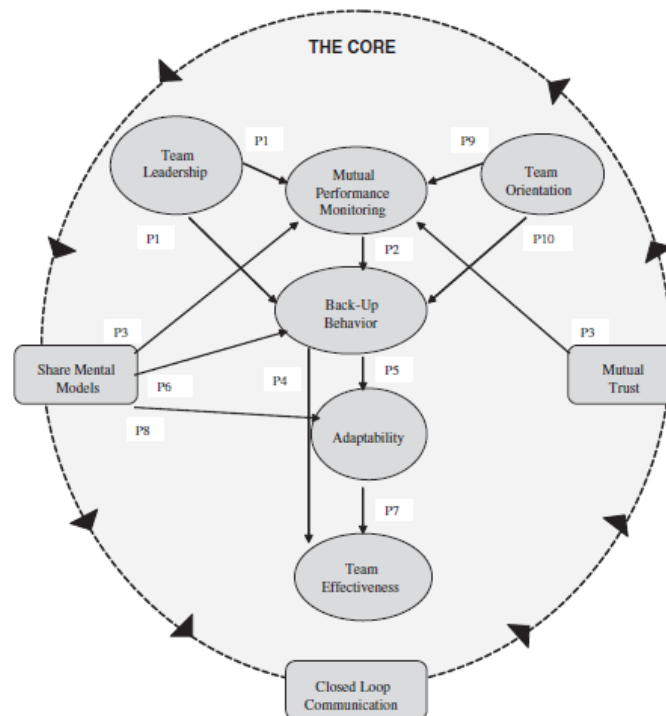 THE CORE
P1
P9
Team
Leadership
Mutual
Performance
Monitoring
Team
Orientation
P1
P2
P10
Back-Up
Behavior
P3
P3
Share Mental
Models
P6
P4
P5
Mutual
Trust
P8
Adaptability
P7
Team
Effectiveness
Closed Loop
Communication